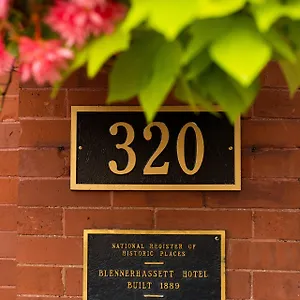 320
NATIONAL REGISTER OF
HISTORIC PLACES
BLENNERHASSETT HOTEL
BUILT 1889